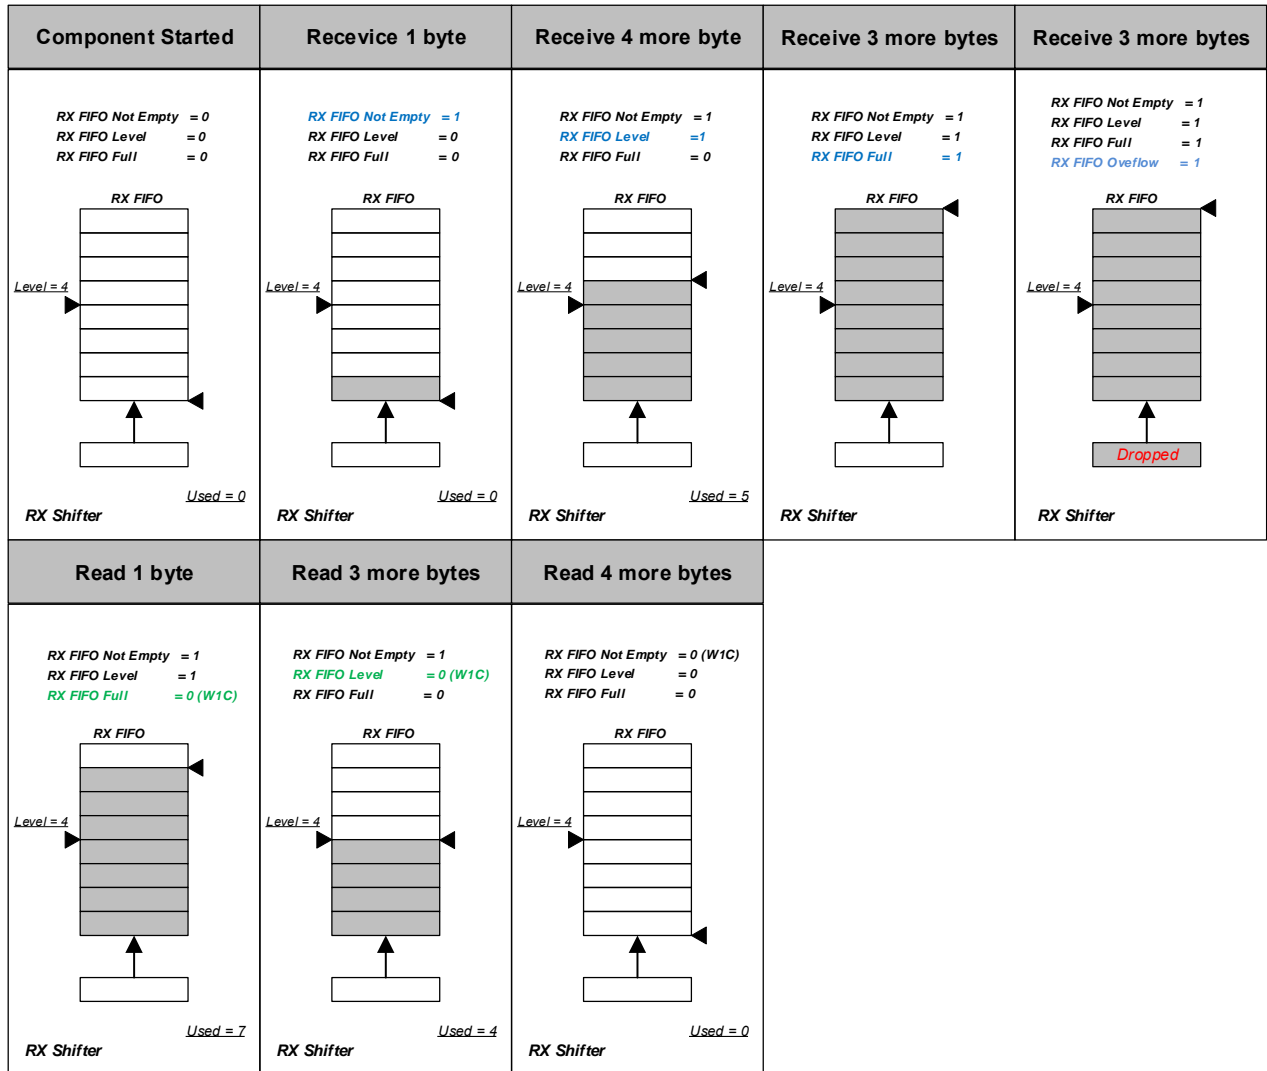 Component Started
RX FIFO Not Empty = 0
RX FIFO Level = 0
RX FIFO Full = 0
RX FIFO
Level = 4
Used = 0
RX Shifter
Recevice 1 byte
RX FIFO Not Empty = 1
RX FIFO Level = 0
RX FIFO Full = 0
RX FIFO
Level = 4
Used = 0
RX Shifter
Receive 4 more byte
RX FIFO Not Empty = 1
RX FIFO Level =1
RX FIFO Full = 0
RX FIFO
Level = 4
Used = 5
RX Shifter
Receive 3 more bytes
RX FIFO Not Empty = 1
RX FIFO Level = 1
RX FIFO Full = 1
RX FIFO
Level = 4
RX Shifter
Receive 3 more bytes
RX FIFO Not Empty = 1
RX FIFO Level = 1
RX FIFO Full = 1
RX FIFO Oveflow = 1
RX FIFO
Level = 4
Dropped
RX Shifter
Read 1 byte
RX FIFO Not Empty = 1
RX FIFO Level = 1
RX FIFO Full = 0 (W1C)
RX FIFO
Level = 4
Used = 7
RX Shifter
Read 3 more bytes
RX FIFO Not Empty = 1
RX FIFO Level = 0 (W1C)
RX FIFO Full = 0
RX FIFO
Level = 4
Used = 4
RX Shifter
Read 4 more bytes
RX FIFO Not Empty = 0 (W1C)
RX FIFO Level = 0
RX FIFO Full = 0
RX FIFO
Level = 4
Used = 0
RX Shifter